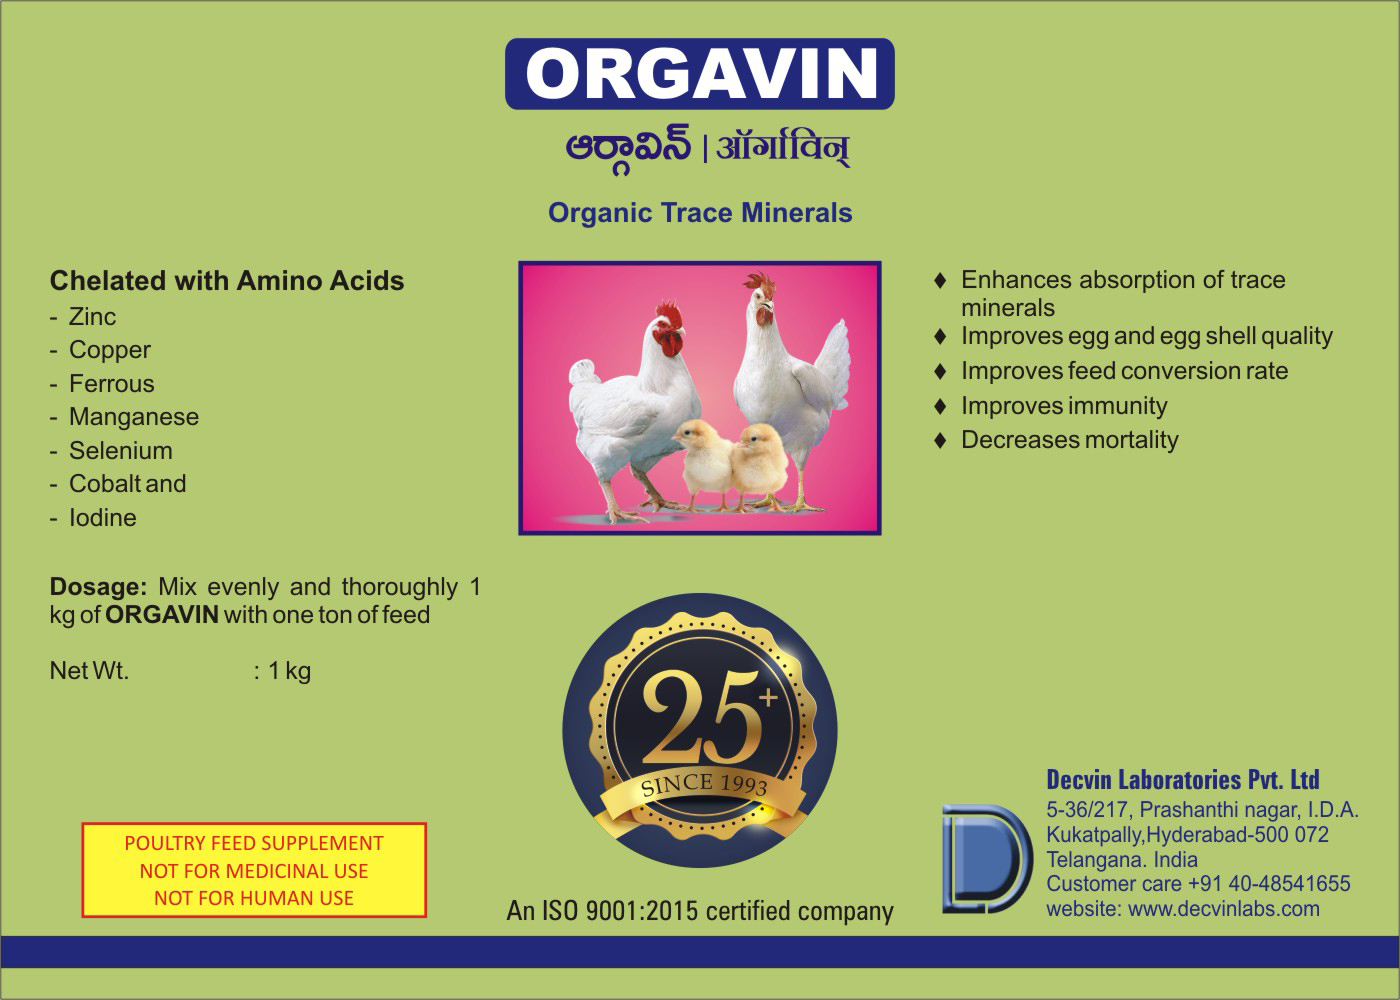 ORGAVIN
ఆర్గావిన్ | ऑर्गाविन्
Organic Trace Minerals
Chelated with Amino Acids
- Zinc
- Copper
- Ferrous
- Manganese
- Selenium
- Cobalt and
- Iodine
Dosage: Mix evenly and thoroughly 1
kg of ORGAVIN with one ton of feed
Net Wt. : 1 kg
♦ Enhances absorption of trace
minerals
♦ Improves egg and egg shell quality
♦ Improves feed conversion rate
♦ Improves immunity
♦ Decreases mortality
25+
SINCE 1993
An ISO 9001:2015 certified company
POULTRY FEED SUPPLEMENT
NOT FOR MEDICINAL USE
NOT FOR HUMAN USE
Decvin Laboratories Pvt. Ltd
5-36/217, Prashanthi nagar, I.D.A.
Kukatpally,Hyderabad-500 072
Telangana. India
Customer care +91 40-48541655
website: www.decvinlabs.com